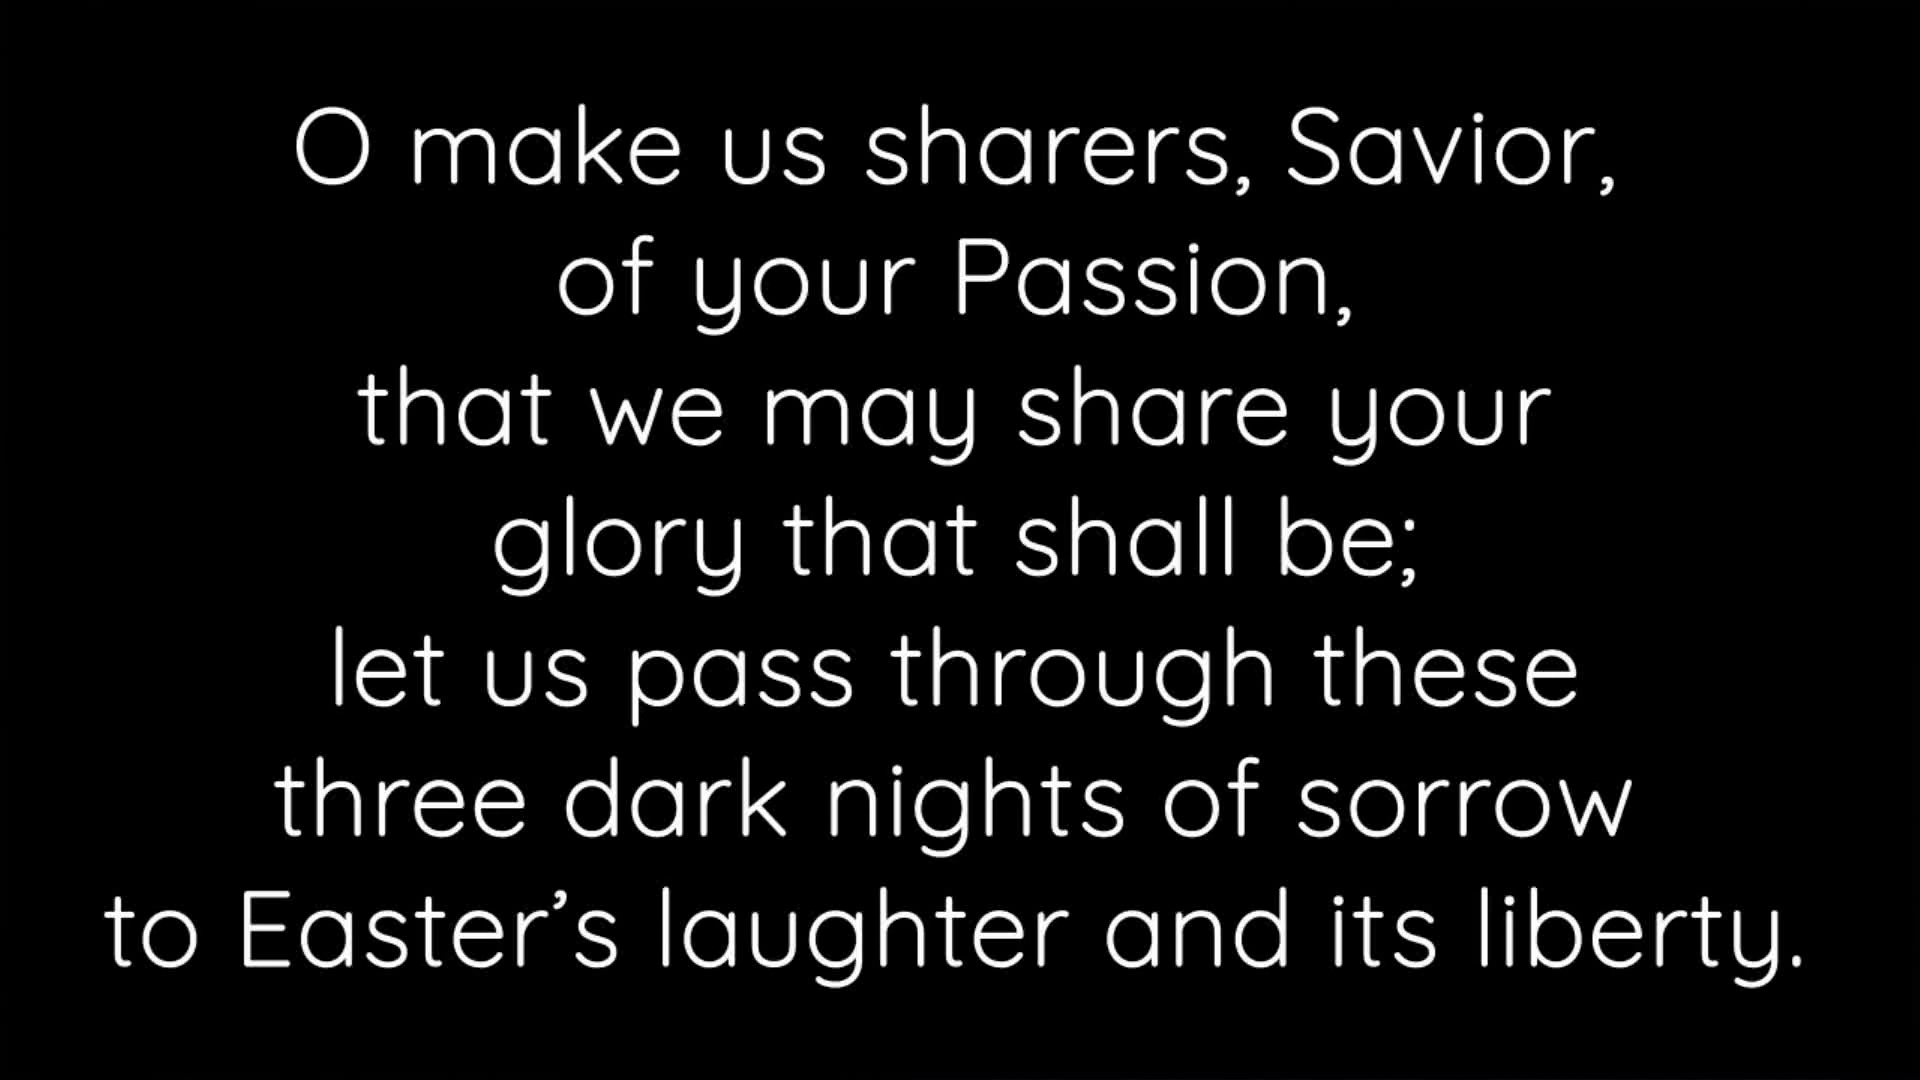 O make us sharers, Savior,
of your Passion,
that we may share your
glory that shall be;
let us pass through these
three dark nights of sorrow
to Easter’s laughter and its liberty.